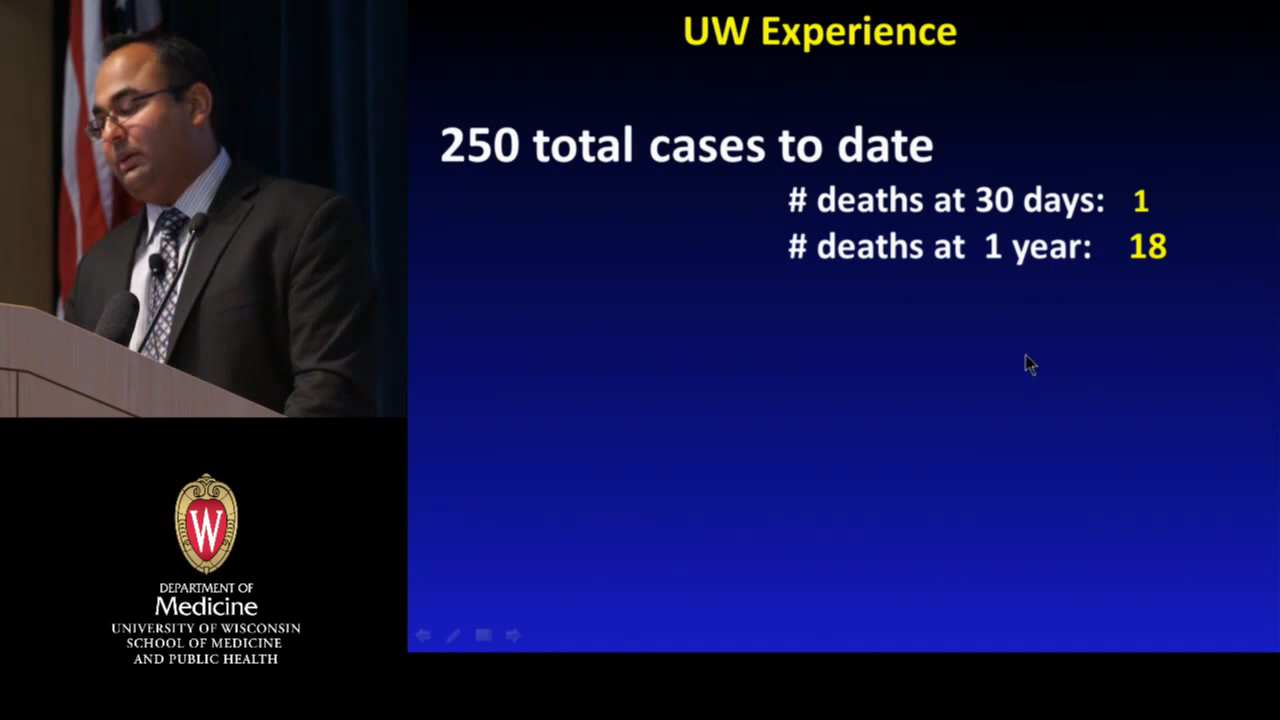 UW Experience
250 total cases to date
# deaths at 30 days: 1
# deaths at 1 year: 18
W
DEPARTMENT OF
Medicine
UNIVERSITY OF WISCONSIN
SCHOOL OF MEDICINE
AND PUBLIC HEALTH